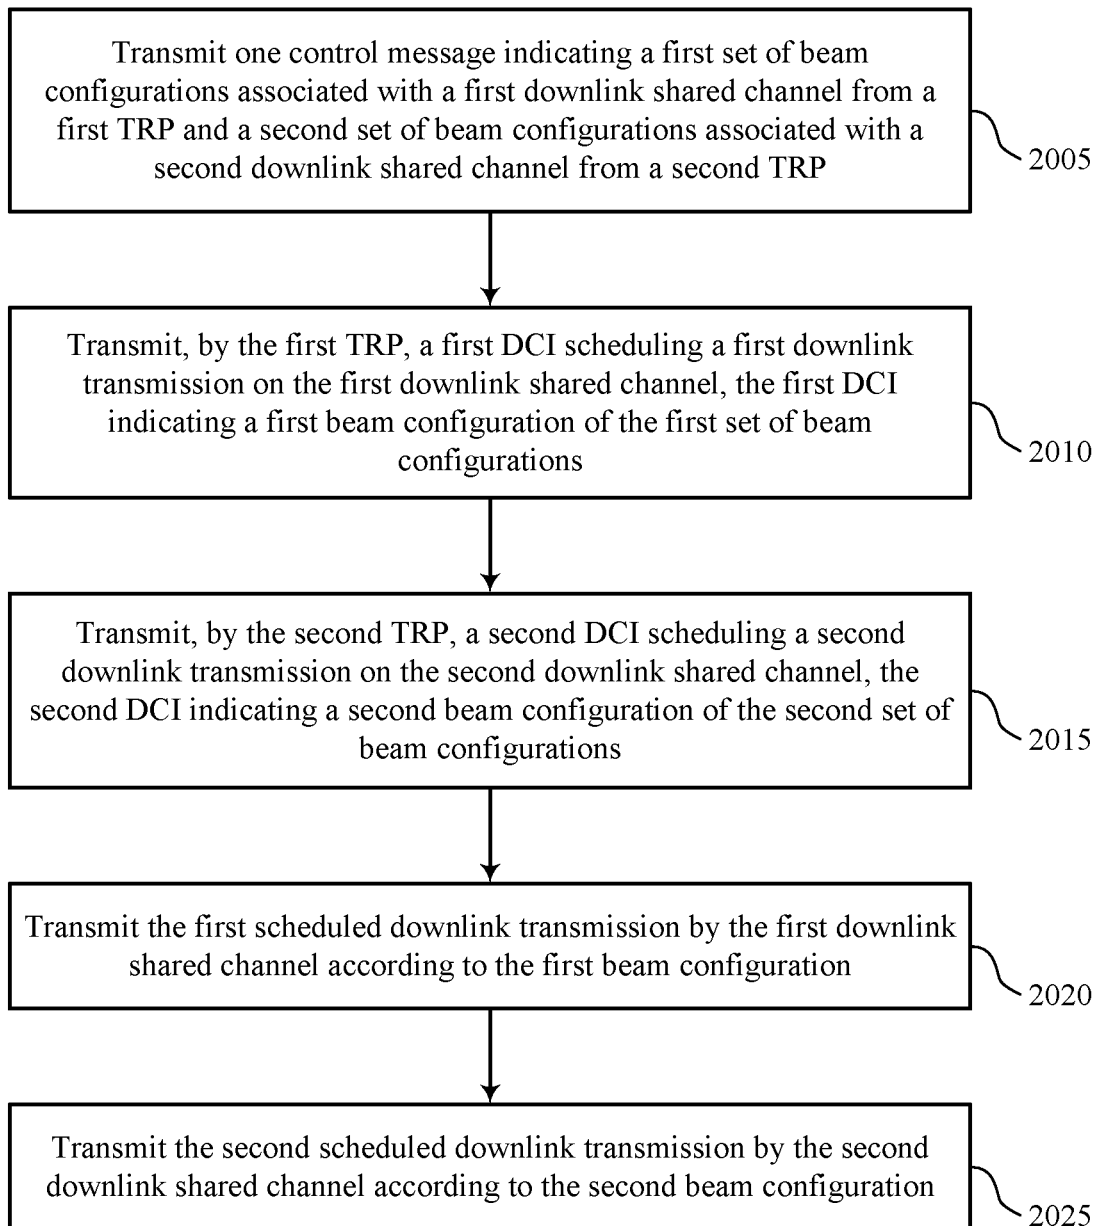 Transmit one control message indicating a first set of beam
configurations associated with a first downlink shared channel from a
first TRP and a second set of beam configurations associated with a
second downlink shared channel from a second TRP
2005
Transmit, by the first TRP, a first DCI scheduling a first downlink
transmission on the first downlink shared channel, the first DCI
indicating a first beam configuration of the first set of beam
configurations
2010
Transmit, by the second TRP, a second DCI scheduling a second
downlink transmission on the second downlink shared channel, the
second DCI indicating a second beam configuration of the second set of
beam configurations
2015
Transmit the first scheduled downlink transmission by the first downlink
shared channel according to the first beam configuration
2020
Transmit the second scheduled downlink transmission by the second
downlink shared channel according to the second beam configuration
2025